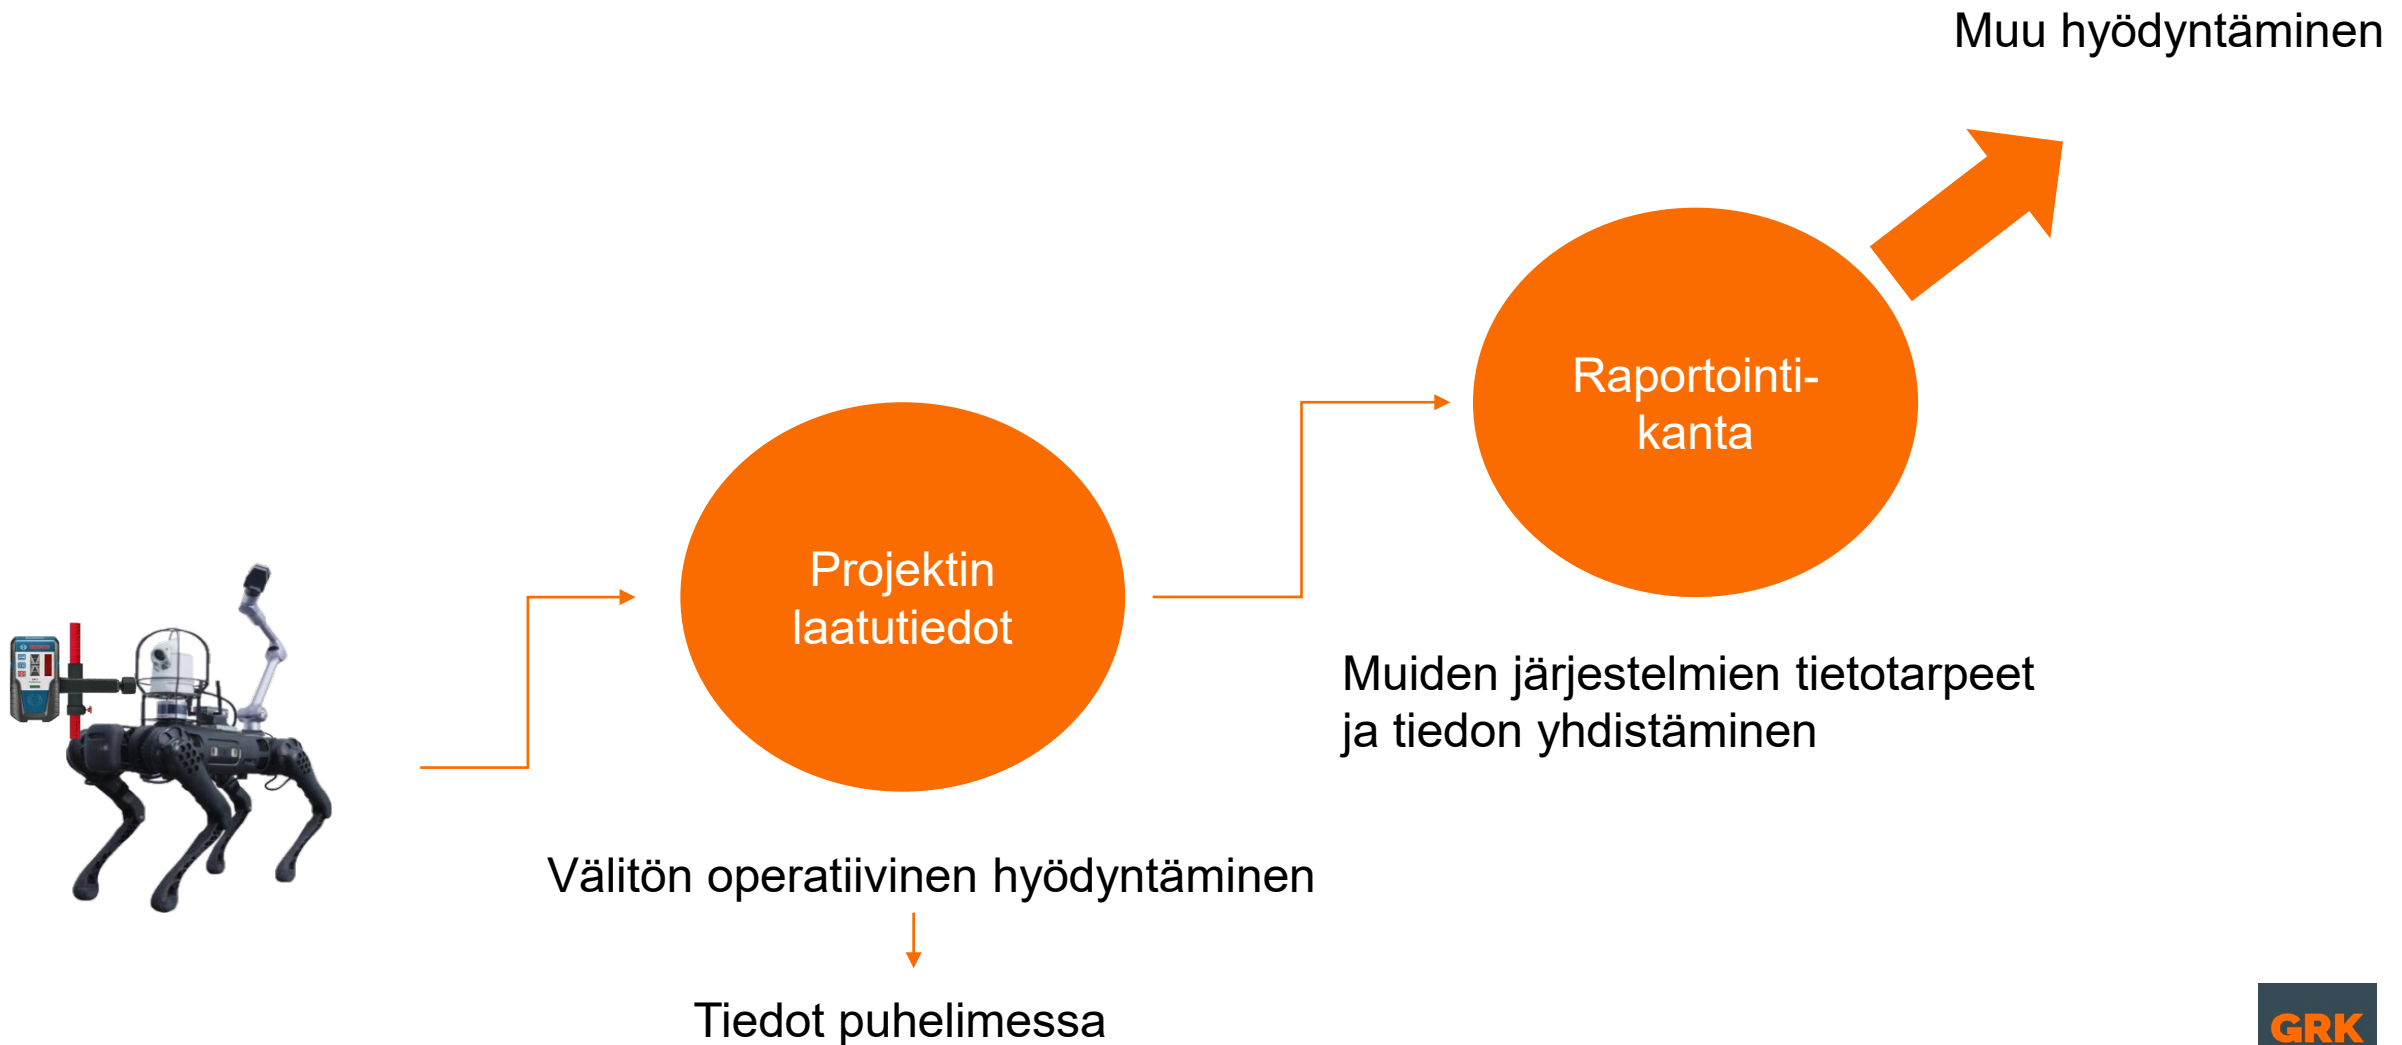 Muu hyödyntäminen
Raportointi-
kanta
Projektin
laatutiedot
Muiden järjestelmien tietotarpeet
ja tiedon yhdistäminen
Välitön operatiivinen hyödyntäminen
Tiedot puhelimessa
GRK